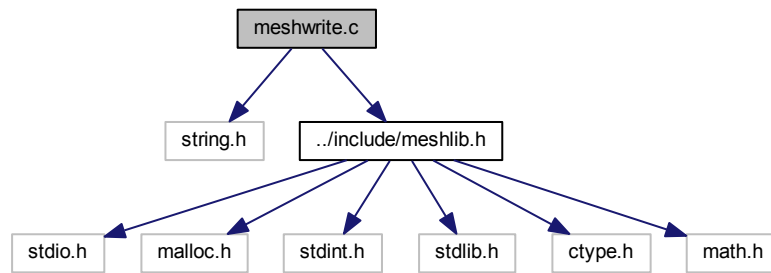 meshwrite.c
string.h
../include/meshlib.h
stdio.h
malloc.h
stdint.h
stdlib.h
ctype.h
math.h